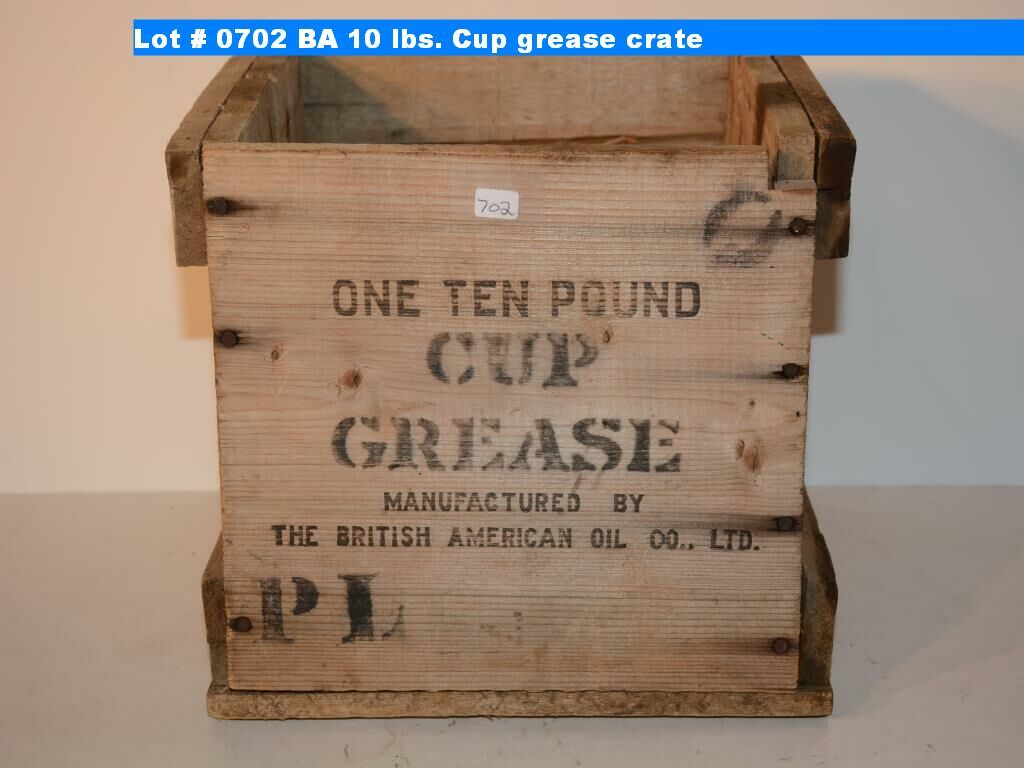 Lot # 0702 BA 10 lbs. Cup grease crate
702
O
ONE TEN POUND
CUP
GREASE
MANUFACTURED BY
THE BRITISH AMERICAN OIL CO., LTD.
PL